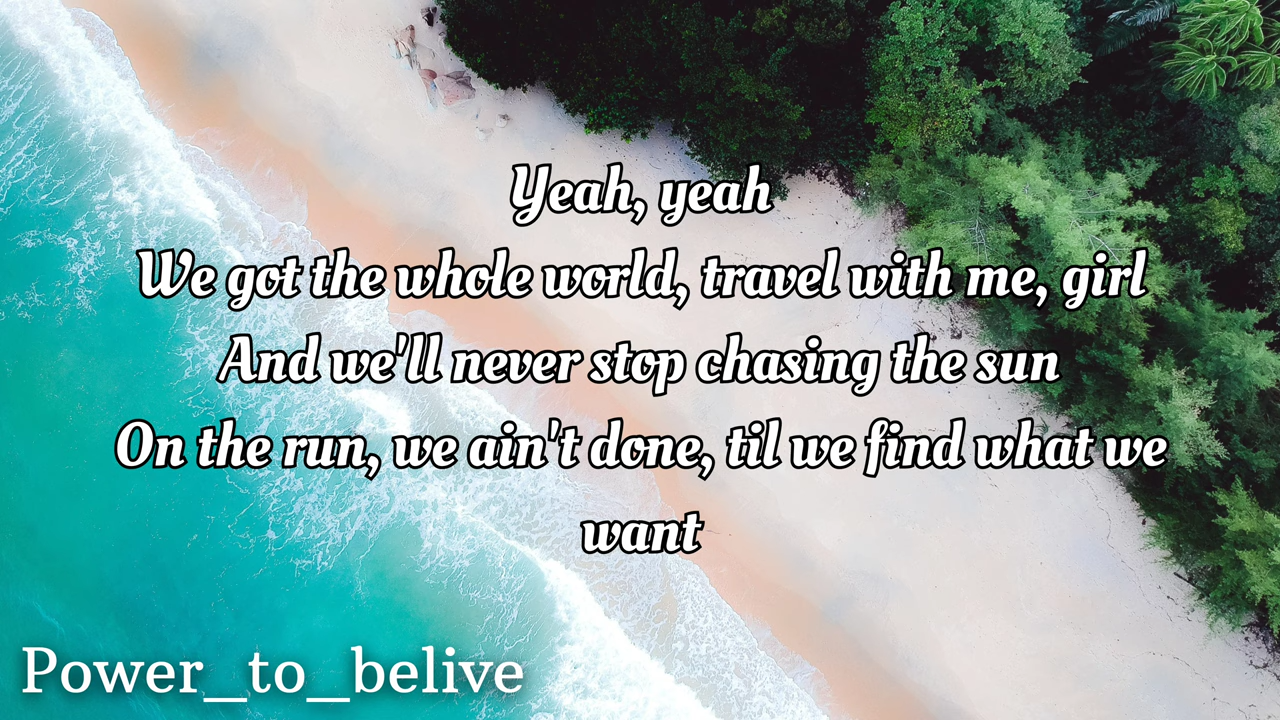 Yeah, yeah
We got the whole world, travel with me, girl
And we'll never stop chasing the sun
On the run, we ain't done, til we find what we
want
Power_to_belive